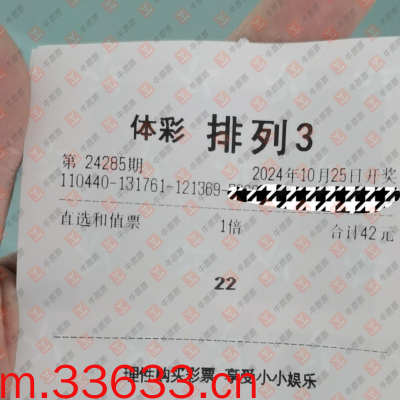 体彩 排列3
第 24285期 2024年10月25日开奖
110440-131761-121369-
直选和值票 1倍 合计42元
22
理性购买彩票 享受小小娱乐
m.33633.cn